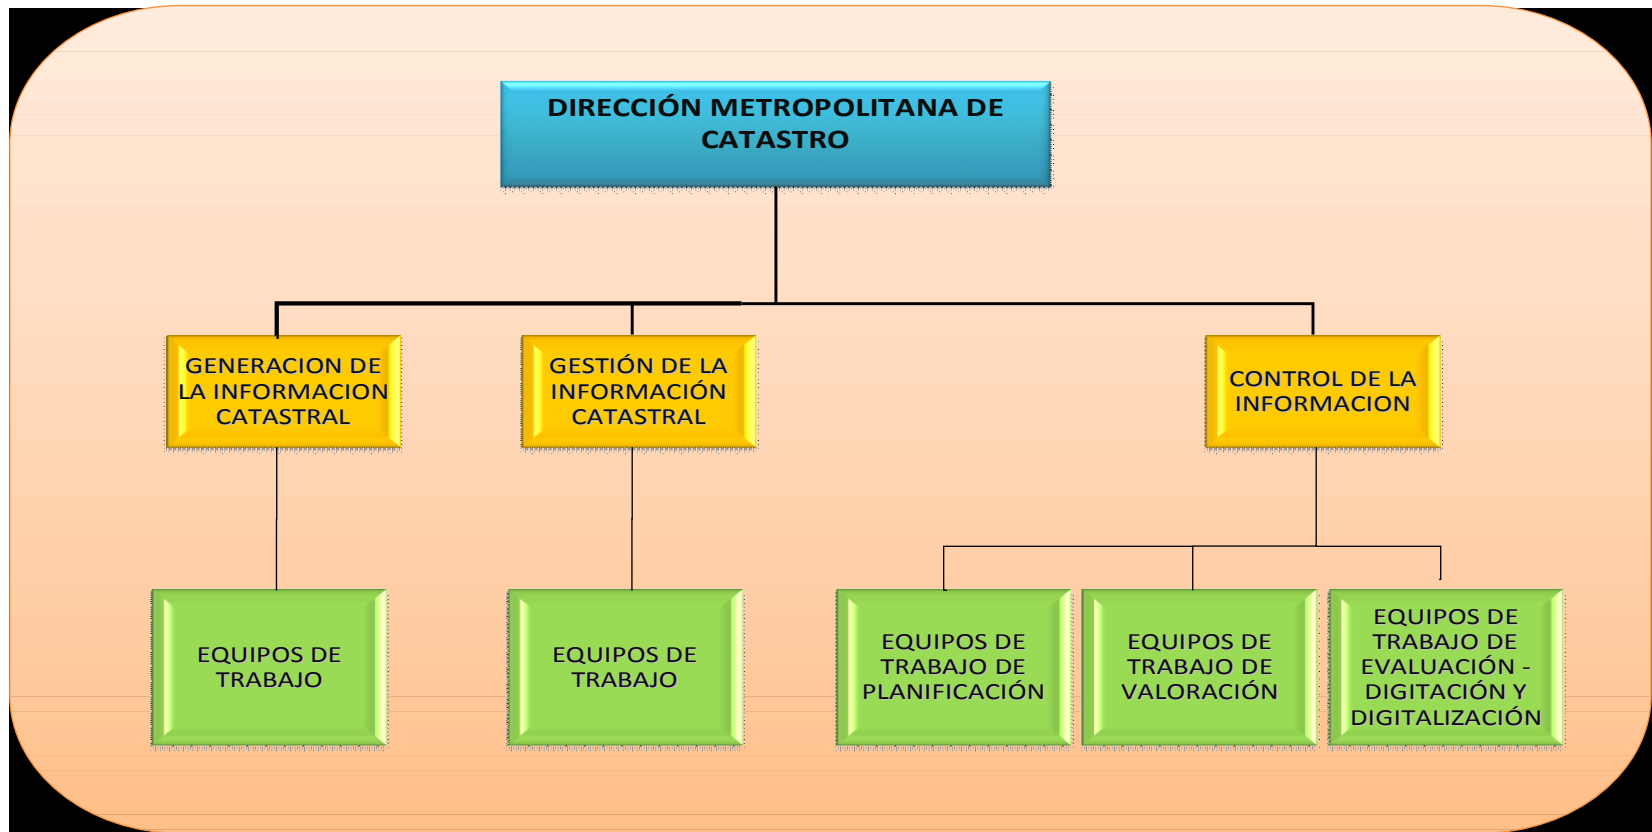 DIRECCIÓN METROPOLITANA DE
CATASTRO
GENERACION DE
LA INFORMACION
CATASTRAL
GESTIÓN DE LA
INFORMACIÓN
CATASTRAL
CONTROL DE LA
INFORMACION
EQUIPOS DE
TRABAJO
EQUIPOS DE
TRABAJO
EQUIPOS DE
TRABAJO DE
PLANIFICACIÓN
EQUIPOS DE
TRABAJO DE
VALORACIÓN
EQUIPOS DE
TRABAJO DE
EVALUACIÓN -
DIGITACIÓN Y
DIGITALIZACIÓN